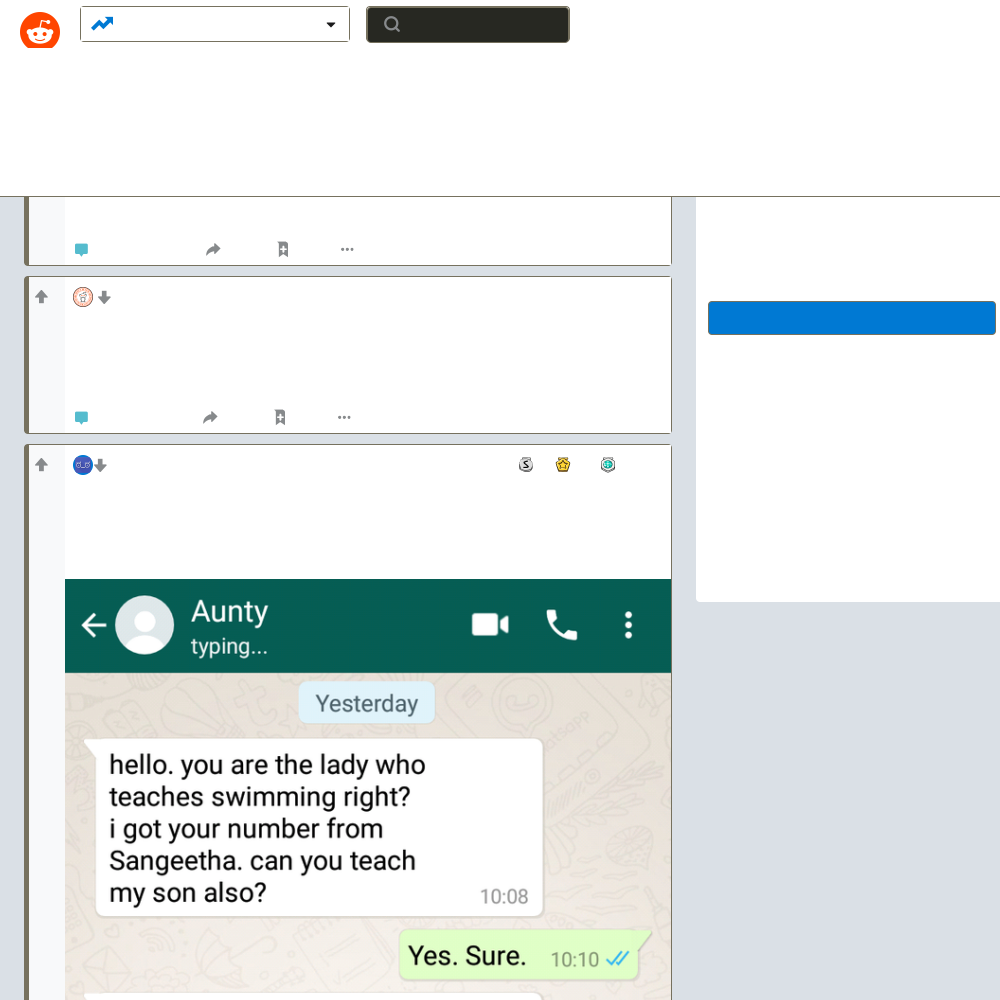 Aunty
typing...
Yesterday
hello. you are the lady who
teaches swimming right?
i got your number from
Sangeetha. can you teach
my son also?
10:08
Yes. Sure. 10:10